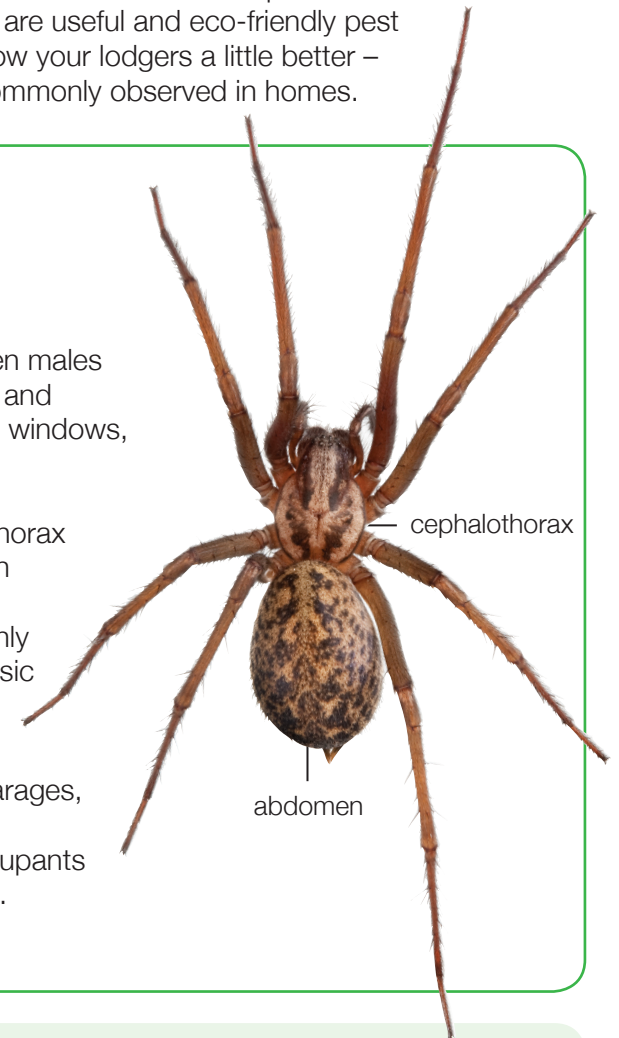 are useful and eco-friendly pest
ow your lodgers a little better –
ommonly observed in homes.
en males
and
windows,
cephalothorax
horax
n
nly
sic
arages,
abdomen
upants
.